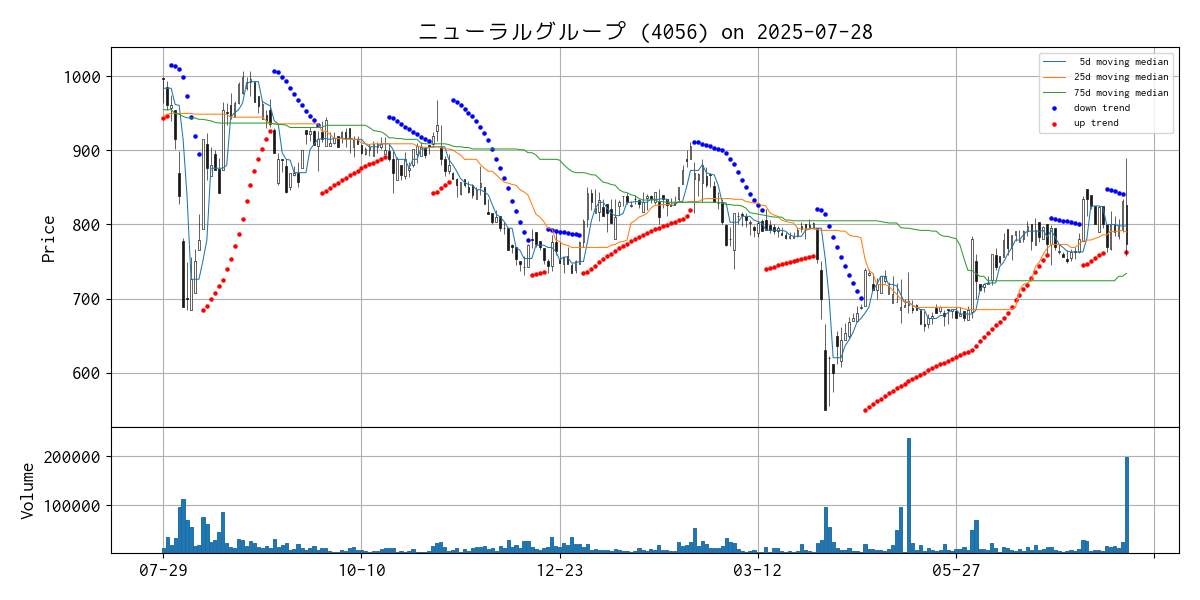 ニューラルグループ (4056) on 2025-07-28
5d moving median
25d moving median
75d moving median
down trend
up trend
Price
1000
900
800
700
600
Volume
200000
100000
07-29 10-10 12-23 03-12 05-27